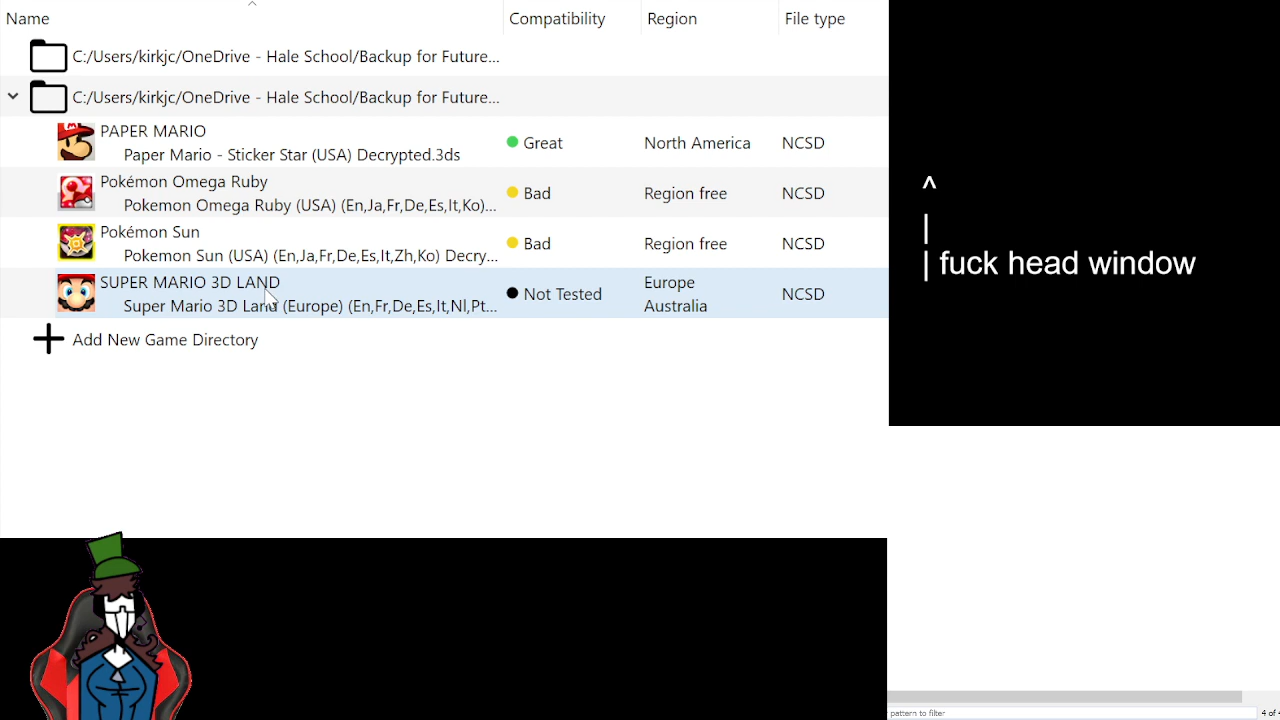 Name Compatibility Region File type
C:/Users/kirkjc/OneDrive - Hale School/Backup for Future...
C:/Users/kirkjc/OneDrive - Hale School/Backup for Future...
PAPER MARIO
Paper Mario - Sticker Star (USA) Decrypted.3ds
Great North America NCSD
Pokémon Omega Ruby
Pokemon Omega Ruby (USA) (En,Ja,Fr,De,Es,It,Ko)...
Bad Region free NCSD
Pokémon Sun
Pokemon Sun (USA) (En,Ja,Fr,De,Es,It,Zh,Ko) Decry...
Bad Region free NCSD
SUPER MARIO 3D LAND
Super Mario 3D Land (Europe) (En,Fr,De,Es,It,Nl,Pt...
Not Tested
Europe
Australia
NCSD
Add New Game Directory
^
|
| fuck head window
pattern to filter
4 of